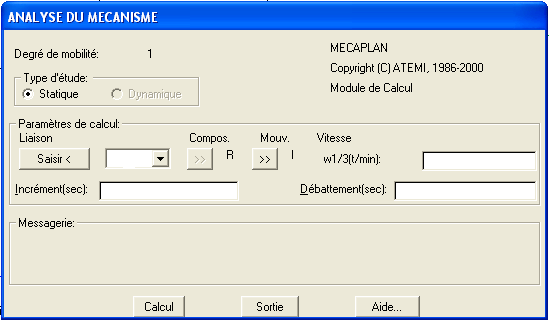 ANALYSE DU MECANISME
Degré de mobilité: 1
MECAPLAN
Copyright (C) ATEMI, 1986-2000
Module de Calcul
Type d'étude:
Statique Dynamique
Paramètres de calcul:
Liaison Compos. Mouv. Vitesse
Saisir < >> R >> I w1/3(t/min):
Incrément(sec): Débattement(sec):
Messagerie:
Calcul Sortie Aide...